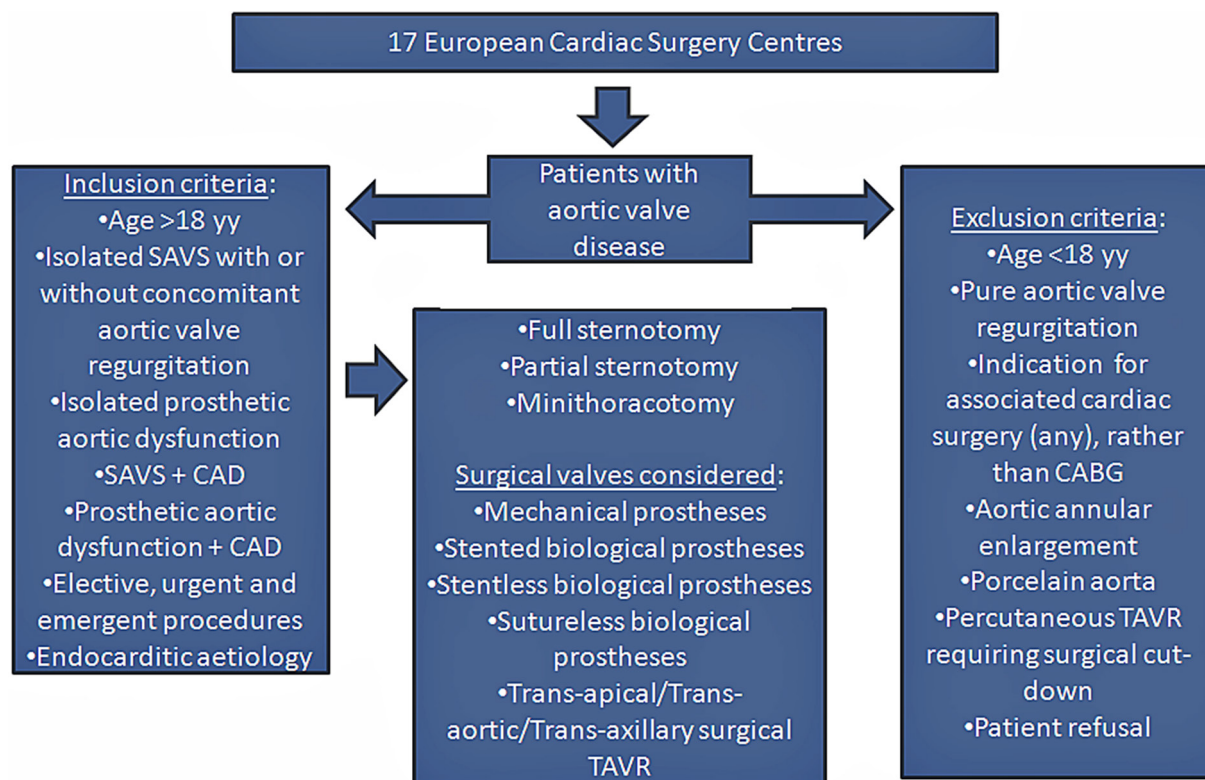 17 European Cardiac Surgery Centres
Patients with
aortic valve
disease
Inclusion criteria:
•Age >18 yy
•Isolated SAVS with or
without concomitant
aortic valve
regurgitation
•Isolated prosthetic
aortic dysfunction
•SAVS + CAD
•Prosthetic aortic
dysfunction + CAD
•Elective, urgent and
emergent procedures
•Endocarditic aetiology
•Full sternotomy
•Partial sternotomy
•Minithoracotomy
Surgical valves considered:
•Mechanical prostheses
•Stented biological prostheses
•Stentless biological prostheses
•Sutureless biological
prostheses
•Trans-apical/Trans-
aortic/Trans-axillary surgical
TAVR
Exclusion criteria:
•Age <18 yy
•Pure aortic valve
regurgitation
•Indication for
associated cardiac
surgery (any), rather
than CABG
•Aortic annular
enlargement
•Porcelain aorta
•Percutaneous TAVR
requiring surgical cut-
down
•Patient refusal